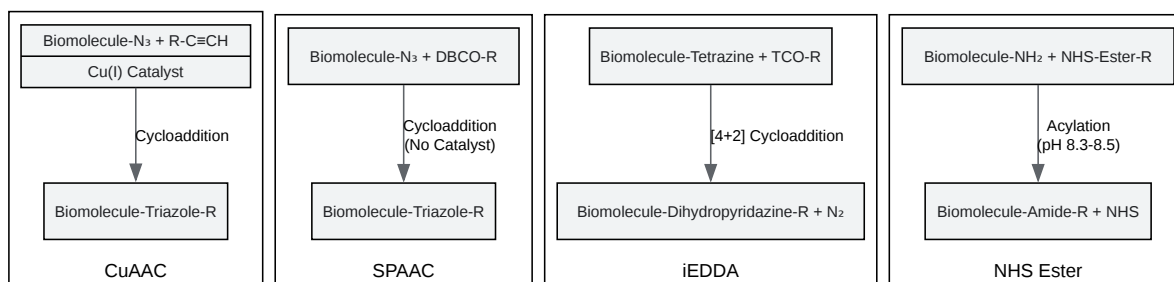 Biomolecule-N₃ + R-C≡CH
Cu(I) Catalyst
Cycloaddition
Biomolecule-Triazole-R
CuAAC
Biomolecule-N₃ + DBCO-R
Cycloaddition
(No Catalyst)
Biomolecule-Triazole-R
SPAAC
Biomolecule-Tetrazine + TCO-R
[4+2] Cycloaddition
Biomolecule-Dihydropyridazine-R + N₂
iEDDA
Biomolecule-NH₂ + NHS-Ester-R
Acylation
(pH 8.3-8.5)
Biomolecule-Amide-R + NHS
NHS Ester